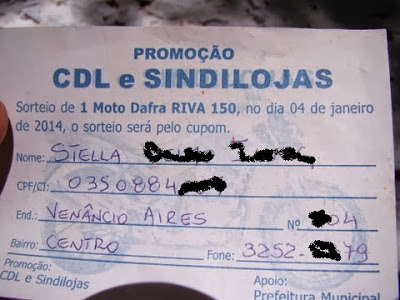 PROMOÇÃO
CDL e SINDILOJAS
Sorteio de 1 Moto Dafra RIVA 150, no dia 04 de janeiro
de 2014, o sorteio será pelo cupom.
Nome: STELLA
CPF/CI: 0350884
End.: VENÂNCIO AIRES Nº 04
Bairro: CENTRO Fone: 3252- 79
Promoção: Apoio:
CDL e Sindilojas Prefeitura Municipal